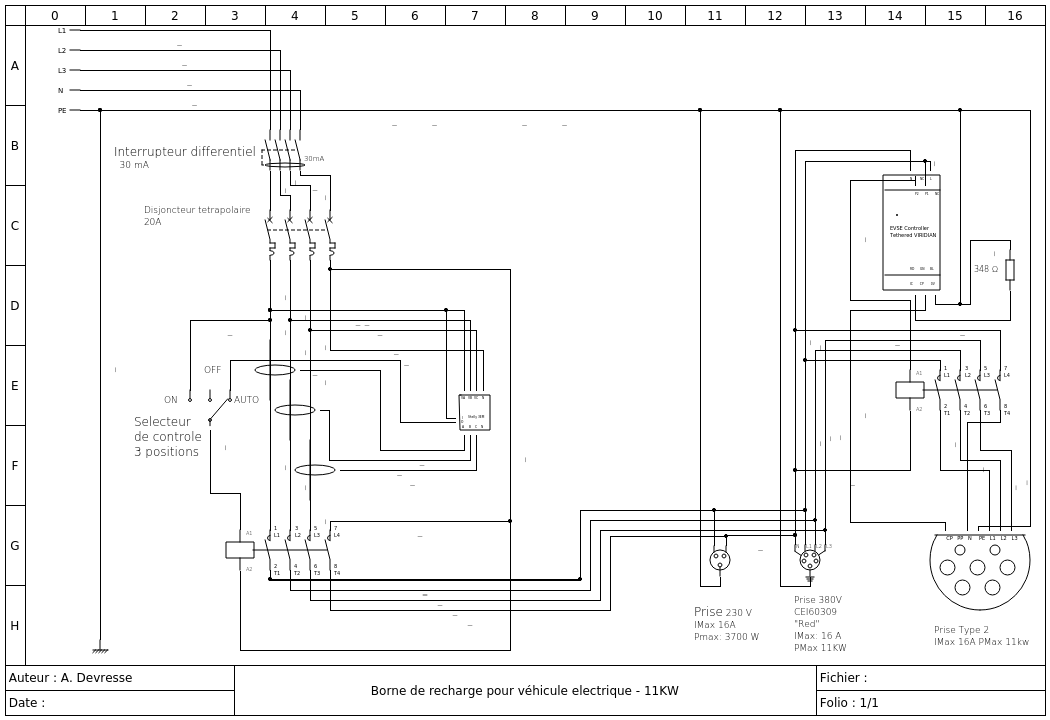 0 1 2 3 4 5 6 7 8 9 10 11 12 13 14 15 16
A
B
C
D
E
F
G
H
L1
L2
L3
N
PE
Interrupteur differentiel
30 mA
30mA
Disjoncteur tetrapolaire
20A
EVSE Controller
Tethered VIRIDIAN
348 Ω
OFF
ON
AUTO
Selecteur
de controle
3 positions
Shelly 3EM
A1
A2
1 3 5 7
L1 L2 L3 L4
2 4 6 8
T1 T2 T3 T4
A1
A2
1 3 5 7
L1 L2 L3 L4
2 4 6 8
T1 T2 T3 T4
CP PP N PE L1 L2 L3
Prise 230 V
IMax 16A
Pmax: 3700 W
Prise 380V
CEI60309
"Red"
IMax: 16 A
PMax 11KW
Prise Type 2
IMax 16A PMax 11kw
Auteur : A. Devresse
Date :
Borne de recharge pour véhicule electrique - 11KW
Fichier :
Folio : 1/1